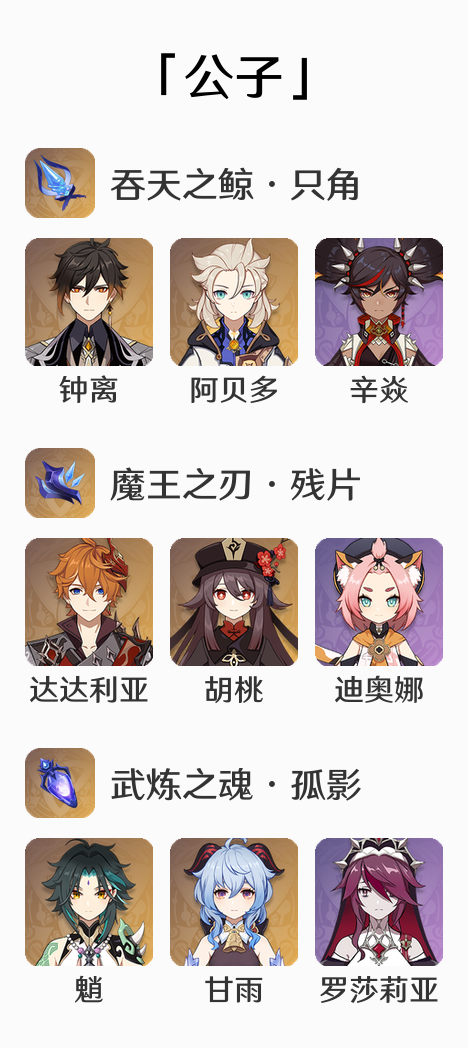 「公子」
吞天之鲸·只角
钟离 阿贝多 辛焱
魔王之刃·残片
达达利亚 胡桃 迪奥娜
武炼之魂·孤影
魈 甘雨 罗莎莉亚